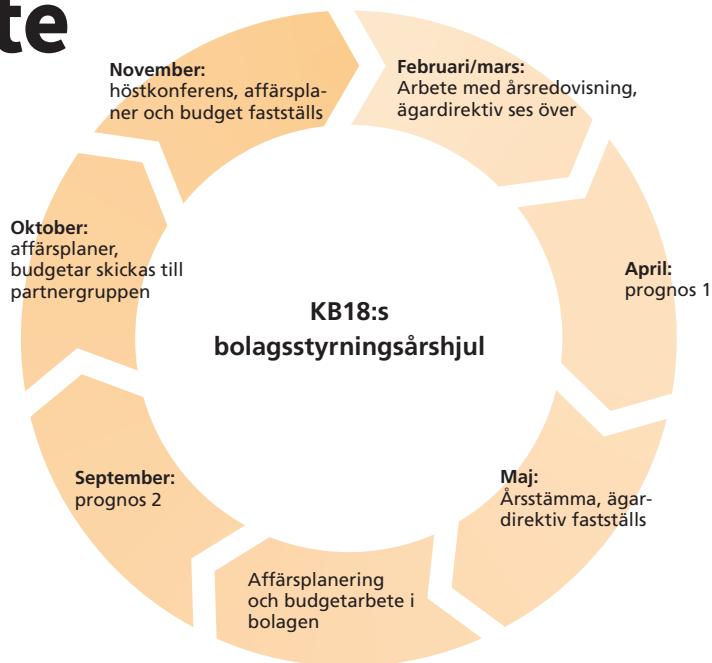 te
November:
höstkonferens, affärspla-
ner och budget fastställs
Februari/mars:
Arbete med årsredovisning,
ägardirektiv ses över
Oktober:
affärsplaner,
budgetar skickas till
partnergruppen
April:
prognos 1
KB18:s
bolagsstyrningsårshjul
September:
prognos 2
Maj:
Årsstämma, ägar-
direktiv fastställs
Affärsplanering
och budgetarbete i
bolagen